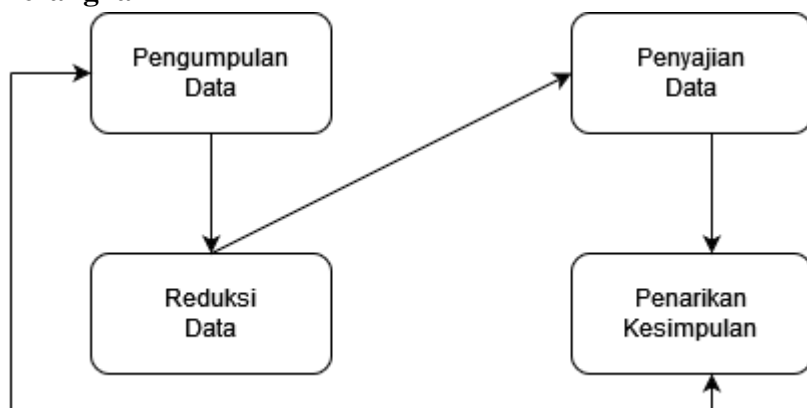 Pengumpulan
Data
Penyajian
Data
Reduksi
Data
Penarikan
Kesimpulan